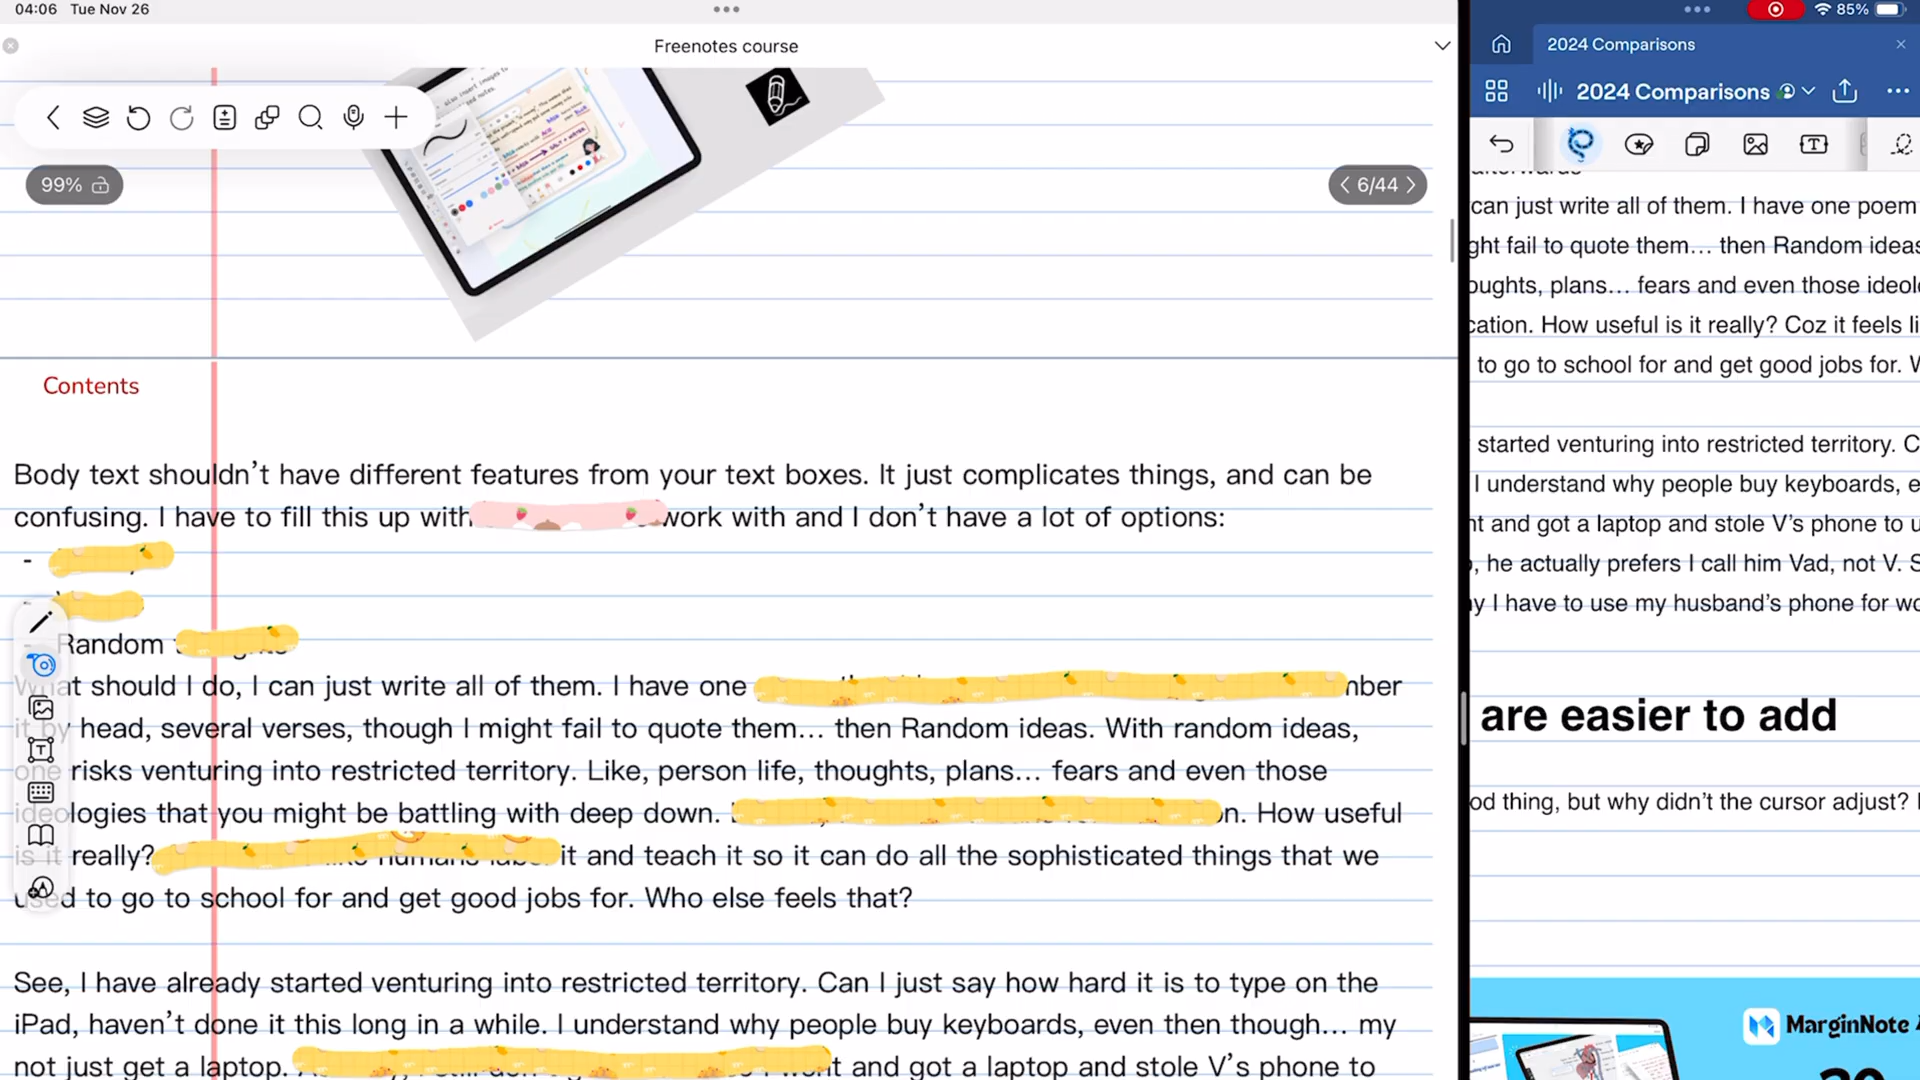 04:06 Tue Nov 26
85%
Freenotes course
2024 Comparisons
2024 Comparisons
99%
6/44
Contents
Body text shouldn't have different features from your text boxes. It just complicates things, and can be
confusing. I have to fill this up with work with and I don't have a lot of options:
-
-
- Random
What should I do, I can just write all of them. I have one mber
it by head, several verses, though I might fail to quote them... then Random ideas. With random ideas,
one risks venturing into restricted territory. Like, person life, thoughts, plans... fears and even those
ideologies that you might be battling with deep down. n. How useful
is it really? it and teach it so it can do all the sophisticated things that we
used to go to school for and get good jobs for. Who else feels that?
See, I have already started venturing into restricted territory. Can I just say how hard it is to type on the
iPad, haven't done it this long in a while. I understand why people buy keyboards, even then though... my
not just get a laptop. t and got a laptop and stole V's phone to
afterwards
can just write all of them. I have one poem
ght fail to quote them... then Random ideas
oughts, plans... fears and even those ideol
cation. How useful is it really? Coz it feels li
to go to school for and get good jobs for. W
started venturing into restricted territory. C
I understand why people buy keyboards, e
nt and got a laptop and stole V's phone to u
, he actually prefers I call him Vad, not V. S
y I have to use my husband's phone for wo
are easier to add
od thing, but why didn't the cursor adjust?
MarginNote